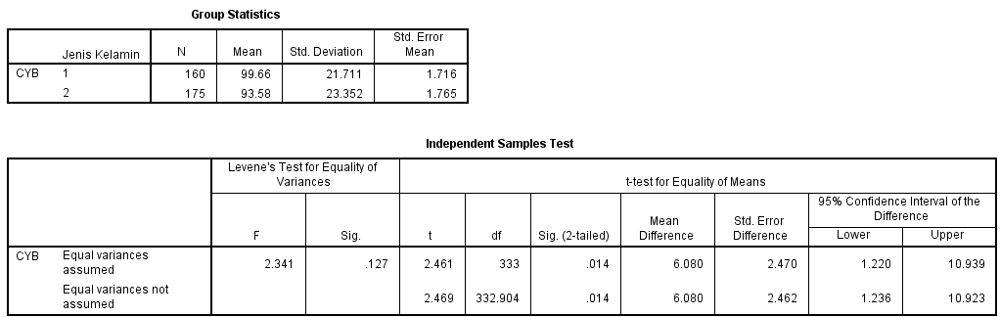 Group Statistics
Jenis Kelamin N Mean Std. Deviation Std. Error Mean
CYB 1 160 99.66 21.711 1.716
2 175 93.58 23.352 1.765
Independent Samples Test
Levene's Test for Equality of Variances t-test for Equality of Means
F Sig. t df Sig. (2-tailed) Mean Difference Std. Error Difference 95% Confidence Interval of the Difference
Lower Upper
CYB Equal variances assumed 2.341 .127 2.461 333 .014 6.080 2.470 1.220 10.939
Equal variances not assumed 2.469 332.904 .014 6.080 2.462 1.236 10.923